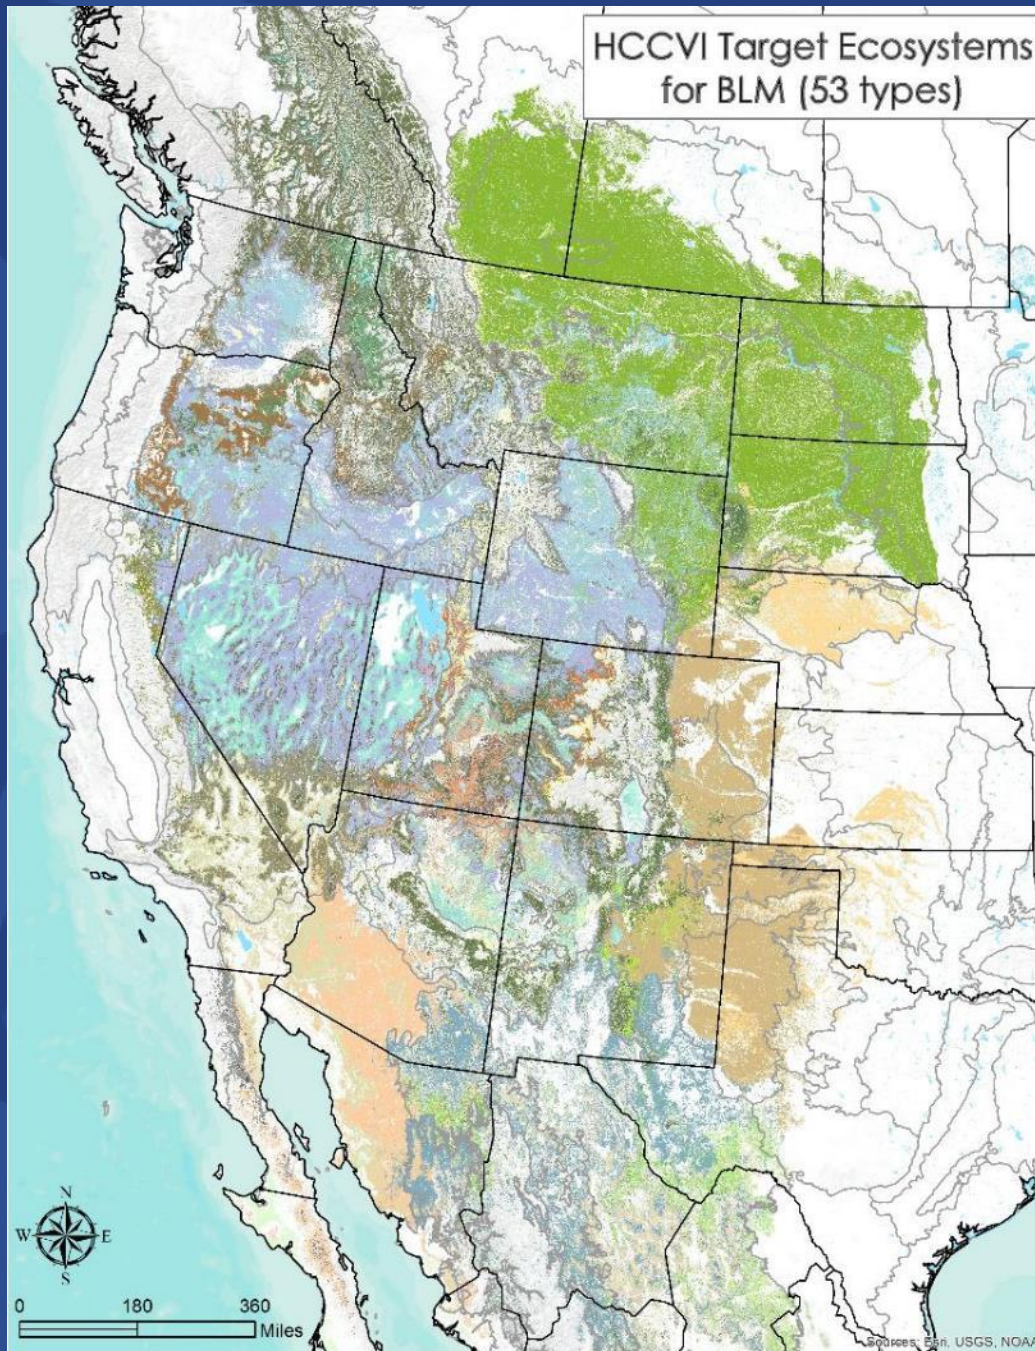 HCCVI Target Ecosystems
for BLM (53 types)
N
W E
S
0 180 360
Miles
Sources: Esri, USGS, NOAA